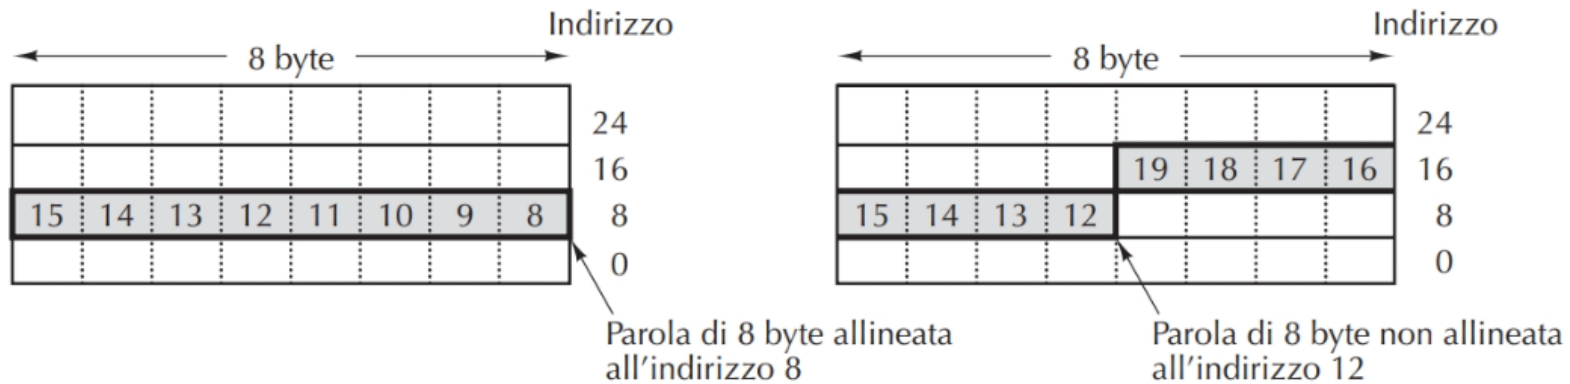 Indirizzo
8 byte
24
16
15 14 13 12 11 10 9 8 8
0
Parola di 8 byte allineata
all'indirizzo 8
Indirizzo
8 byte
24
19 18 17 16 16
15 14 13 12 8
0
Parola di 8 byte non allineata
all'indirizzo 12